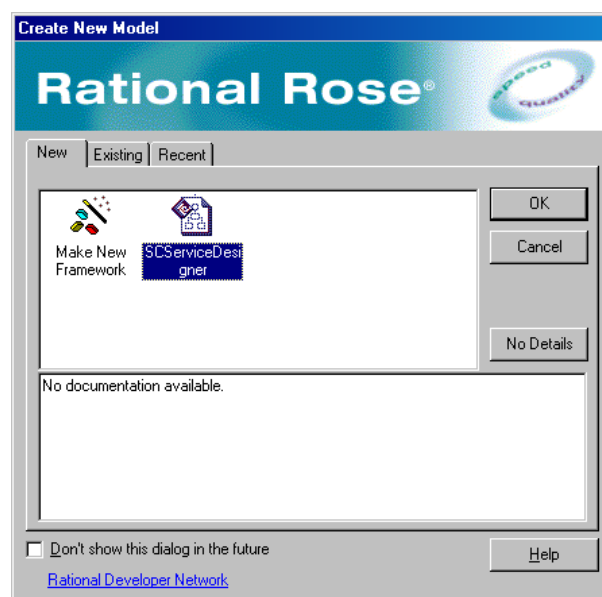 Create New Model
Rational Rose®
speed
quality
New
Existing
Recent
Make New
Framework
SCServiceDesi
gner
OK
Cancel
No Details
No documentation available.
Don't show this dialog in the future
Help
Rational Developer Network